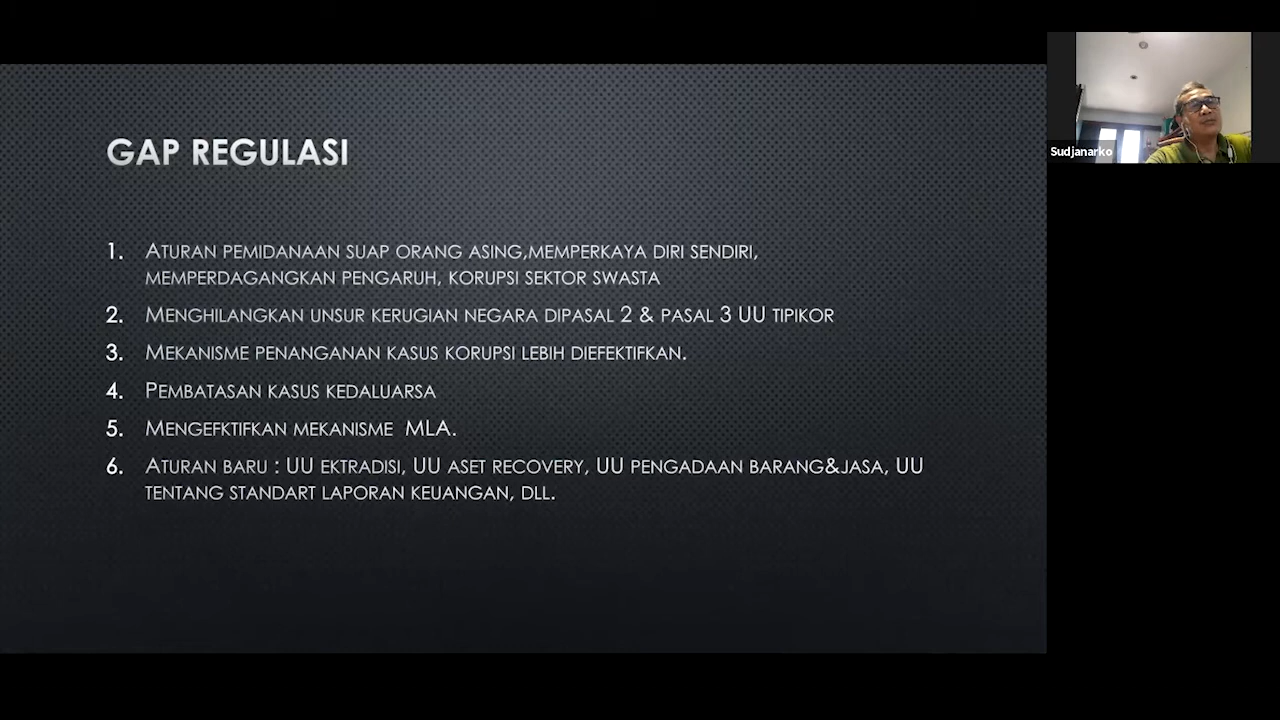 GAP REGULASI
1. ATURAN PEMIDANAAN SUAP ORANG ASING,MEMPERKAYA DIRI SENDIRI,
MEMPERDAGANGKAN PENGARUH, KORUPSI SEKTOR SWASTA
2. MENGHILANGKAN UNSUR KERUGIAN NEGARA DIPASAL 2 & PASAL 3 UU TIPIKOR
3. MEKANISME PENANGANAN KASUS KORUPSI LEBIH DIEFEKTIFKAN.
4. PEMBATASAN KASUS KEDALUARSA
5. MENGEFKTIFKAN MEKANISME MLA.
6. ATURAN BARU : UU EKTRADISI, UU ASET RECOVERY, UU PENGADAAN BARANG&JASA, UU
TENTANG STANDART LAPORAN KEUANGAN, DLL.
Sudjanarko